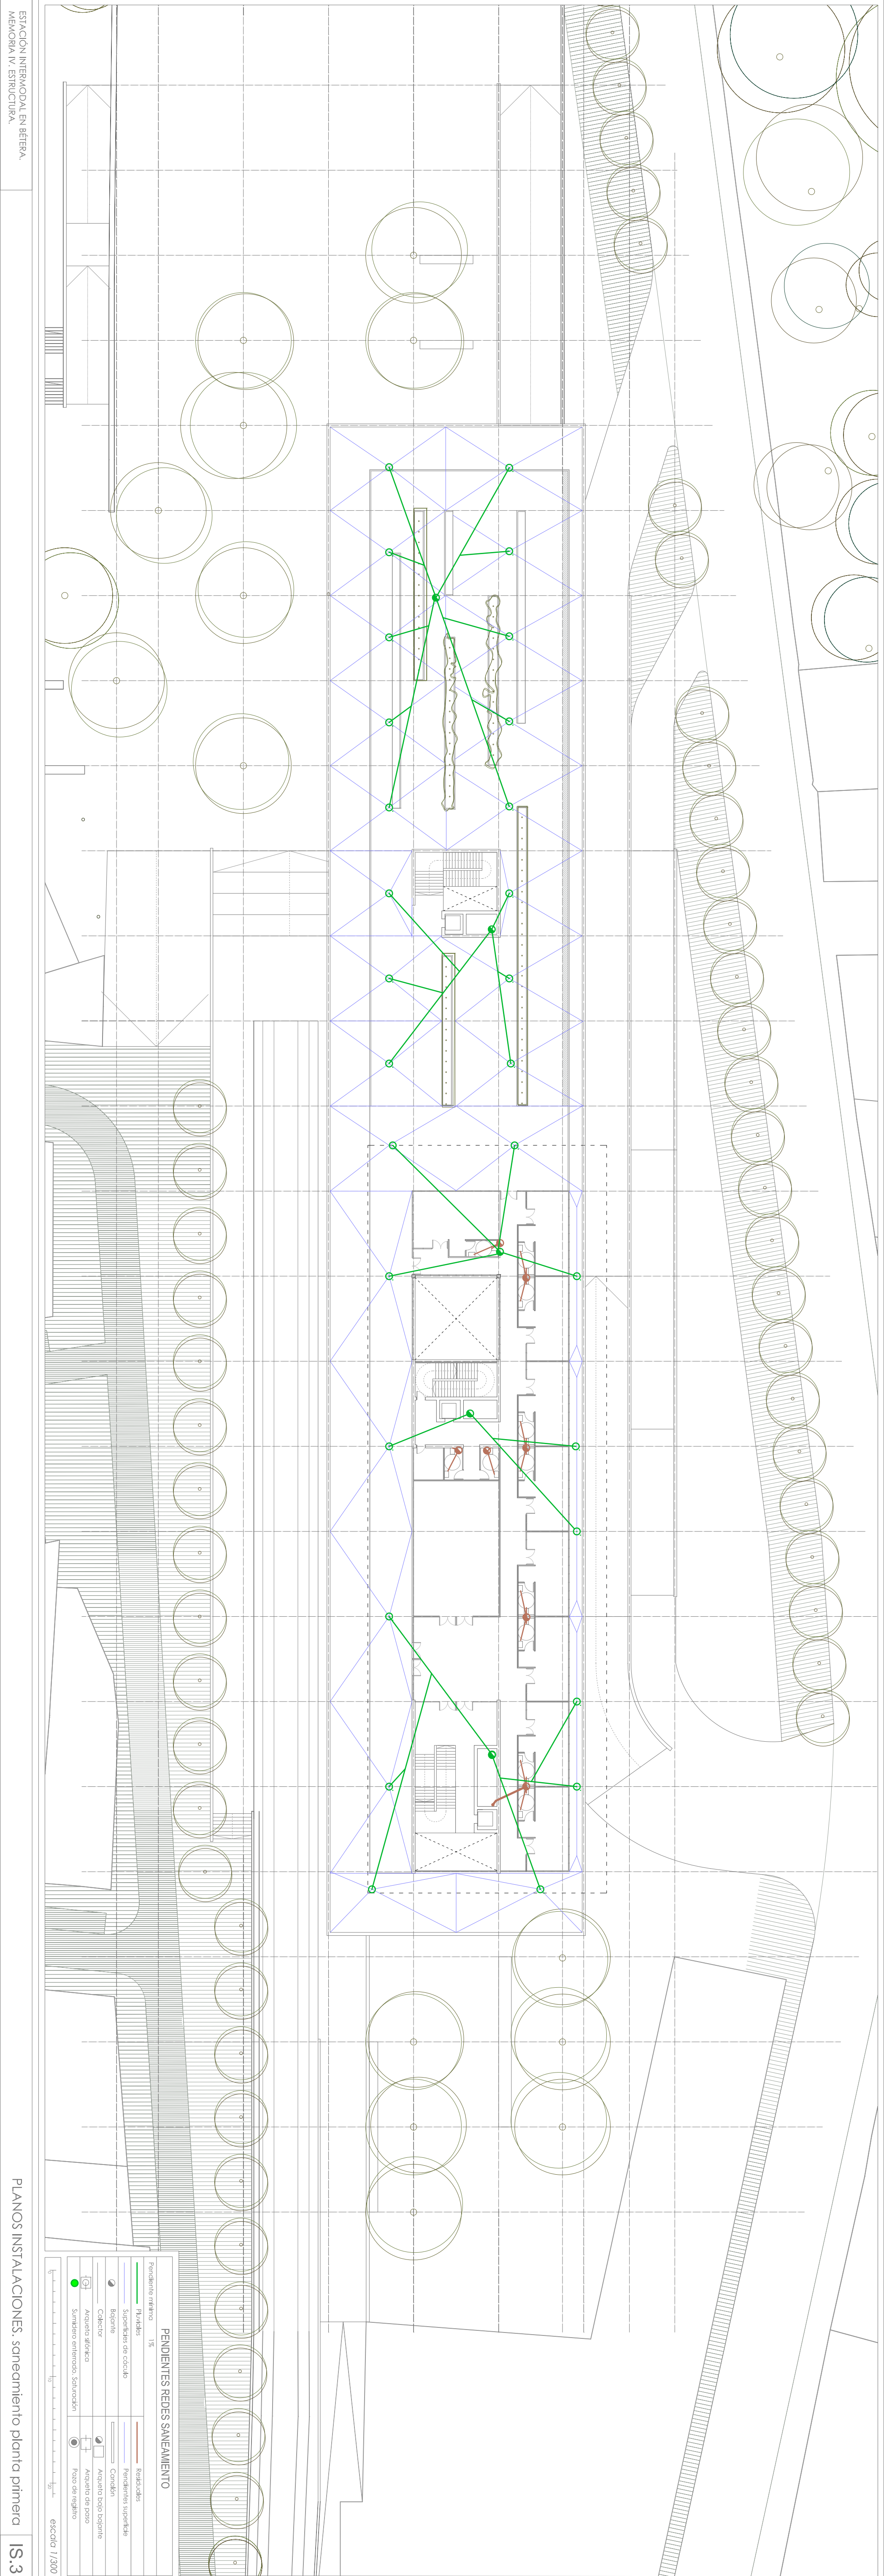 ESTACIÓN INTERMODAL EN BÉTERA.
MEMORIA IV. ESTRUCTURA.
PENDIENTES REDES SANEAMIENTO
Pendiente mínima 1%
Pluviales
Residuales
Superficies de cálculo
Pendientes superficie
Bajante
Canalón
Colector
Arqueta bajo bajante
Arqueta sifónica
Arqueta de paso
Sumidero enterrado. Saturación
Pozo de registro
escala 1/300
PLANOS INSTALACIONES. saneamiento planta primera
IS.3